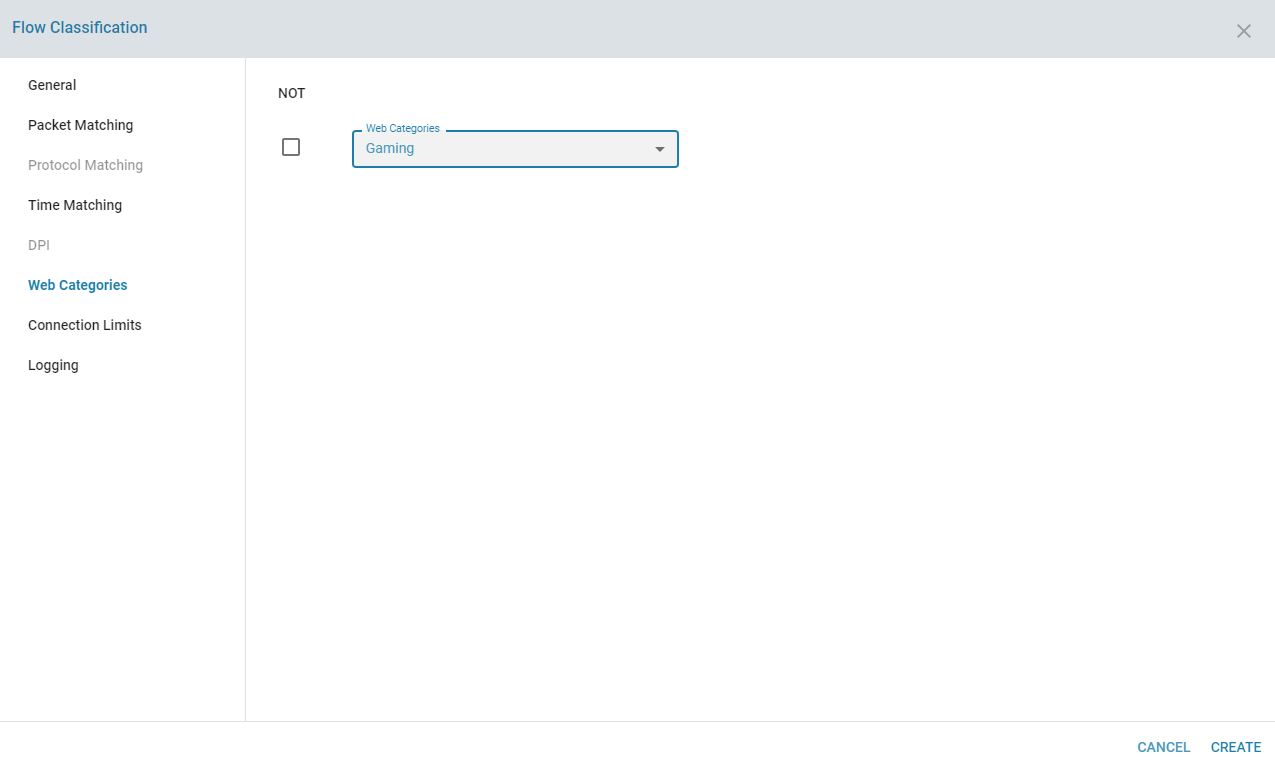 Flow Classification
General
Packet Matching
Protocol Matching
Time Matching
DPI
Web Categories
Connection Limits
Logging
NOT
Web Categories
Gaming
CANCEL CREATE